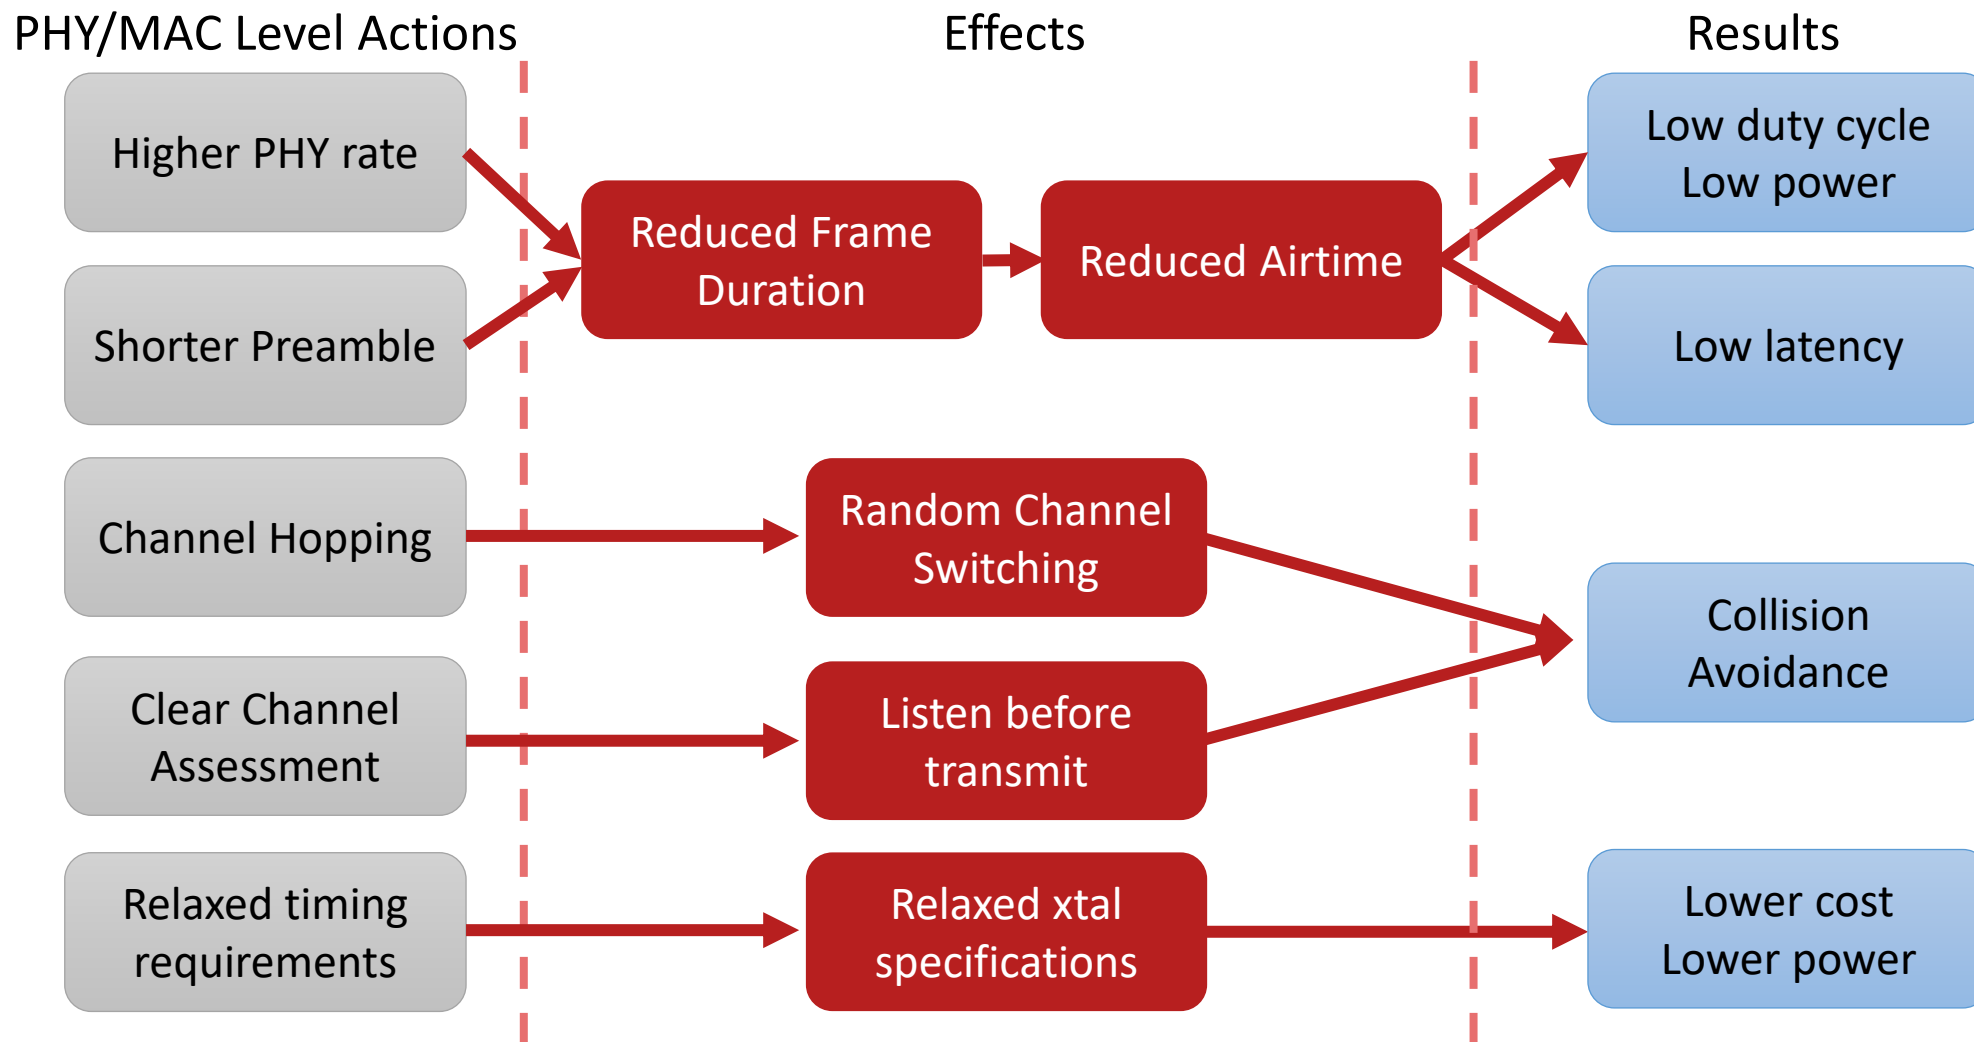 PHY/MAC Level Actions
Effects
Results
Higher PHY rate
Shorter Preamble
Reduced Frame
Duration
Reduced Airtime
Low duty cycle
Low power
Low latency
Channel Hopping
Random Channel
Switching
Clear Channel
Assessment
Listen before
transmit
Collision
Avoidance
Relaxed timing
requirements
Relaxed xtal
specifications
Lower cost
Lower power